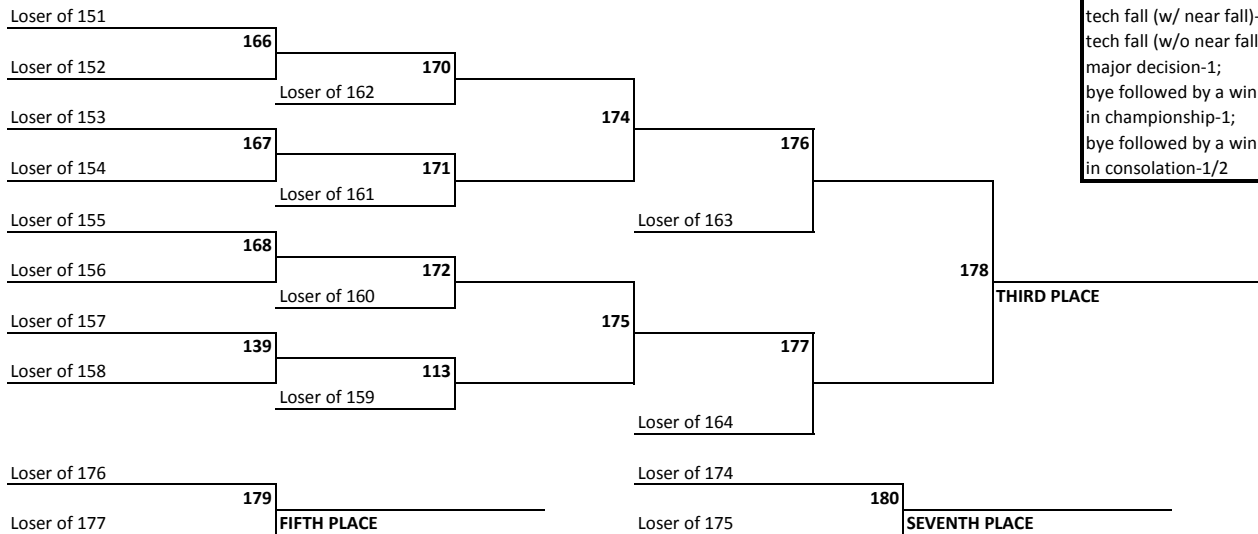 Loser of 151
tech fall (w/ near fall)-
166
tech fall (w/o near fall
Loser of 152
170
major decision-1;
Loser of 162
bye followed by a win
Loser of 153
174
in championship-1;
167
176
bye followed by a win
Loser of 154
171
in consolation-1/2
Loser of 161
Loser of 155
Loser of 163
168
Loser of 156
172
178
Loser of 160
THIRD PLACE
Loser of 157
175
139
177
Loser of 158
113
Loser of 159
Loser of 164
Loser of 176
Loser of 174
179
180
Loser of 177
FIFTH PLACE
Loser of 175
SEVENTH PLACE